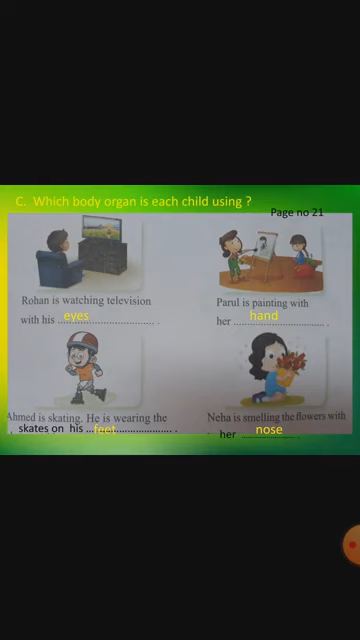 C. Which body organ is each child using ?
Page no 21
Rohan is watching television
with his eyes .
Parul is painting with
her hand .
Ahmed is skating. He is wearing the
skates on his feet .
Neha is smelling the flowers with
her nose